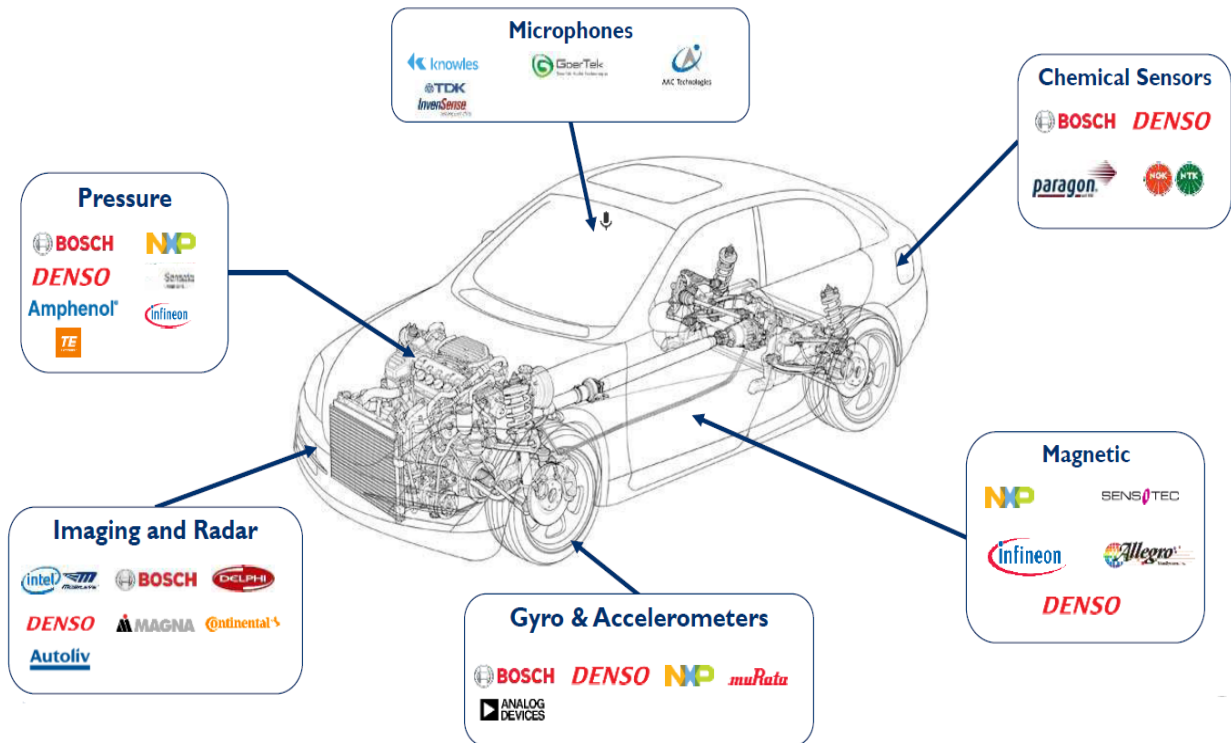 Microphones
knowles
GoerTek
AAC Technologies
TDK
InvenSense
Chemical Sensors
BOSCH
DENSO
paragon
NGK
NTK
Pressure
BOSCH
NXP
DENSO
Sensata
Amphenol
infineon
TE
Imaging and Radar
intel
BOSCH
DELPHI
DENSO
MAGNA
Continental
Autoliv
Gyro & Accelerometers
BOSCH
DENSO
NXP
muRata
ANALOG
DEVICES
Magnetic
NXP
SENSITEC
infineon
Allegro
DENSO